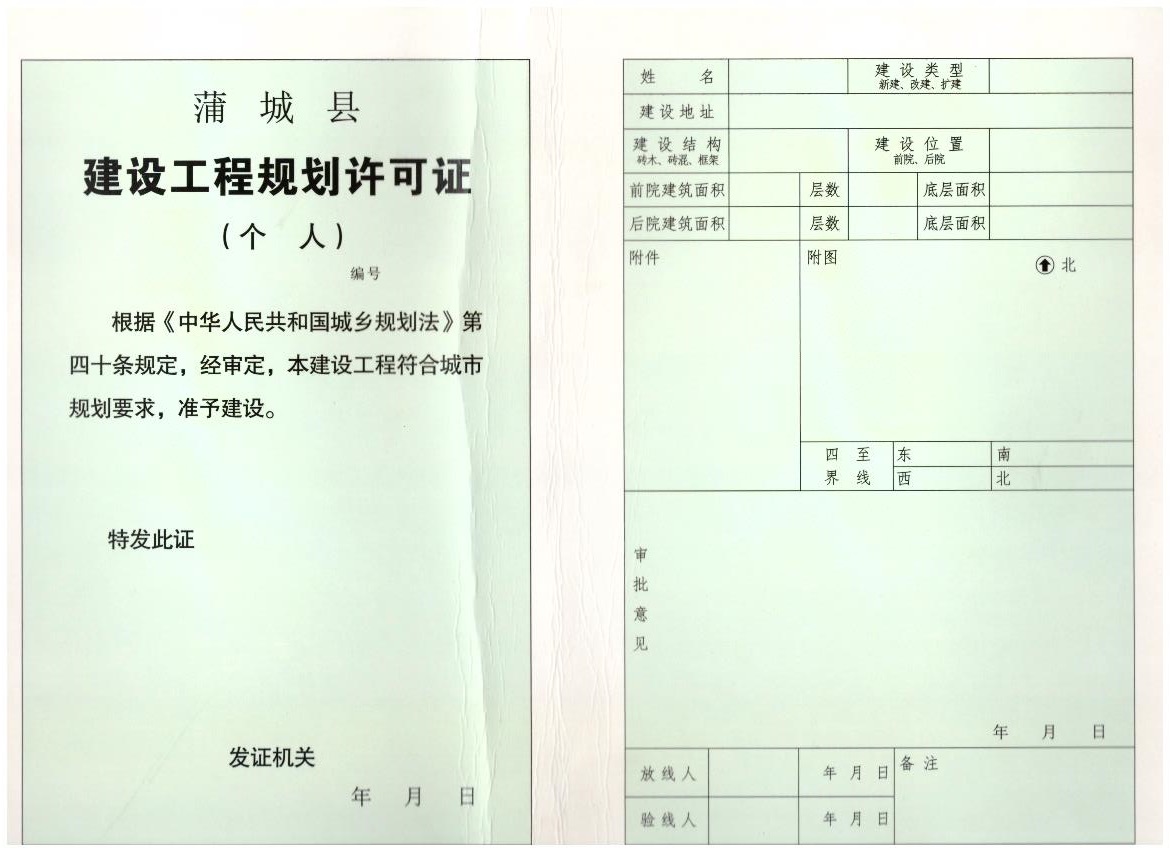 蒲城县
建设工程规划许可证
（个 人）
编号
根据《中华人民共和国城乡规划法》第
四十条规定，经审定，本建设工程符合城市
规划要求，准予建设。
特发此证
发证机关
年 月 日
姓 名 建设类型
新建、改建、扩建
建设地址
建设结构 建设位置
砖木、砖混、框架 前院、后院
前院建筑面积 层数 底层面积
后院建筑面积 层数 底层面积
附件 附图
北
四至 东 南
界线 西 北
审
批
意
见
年 月 日
放线人 年 月 日 备注
验线人 年 月 日